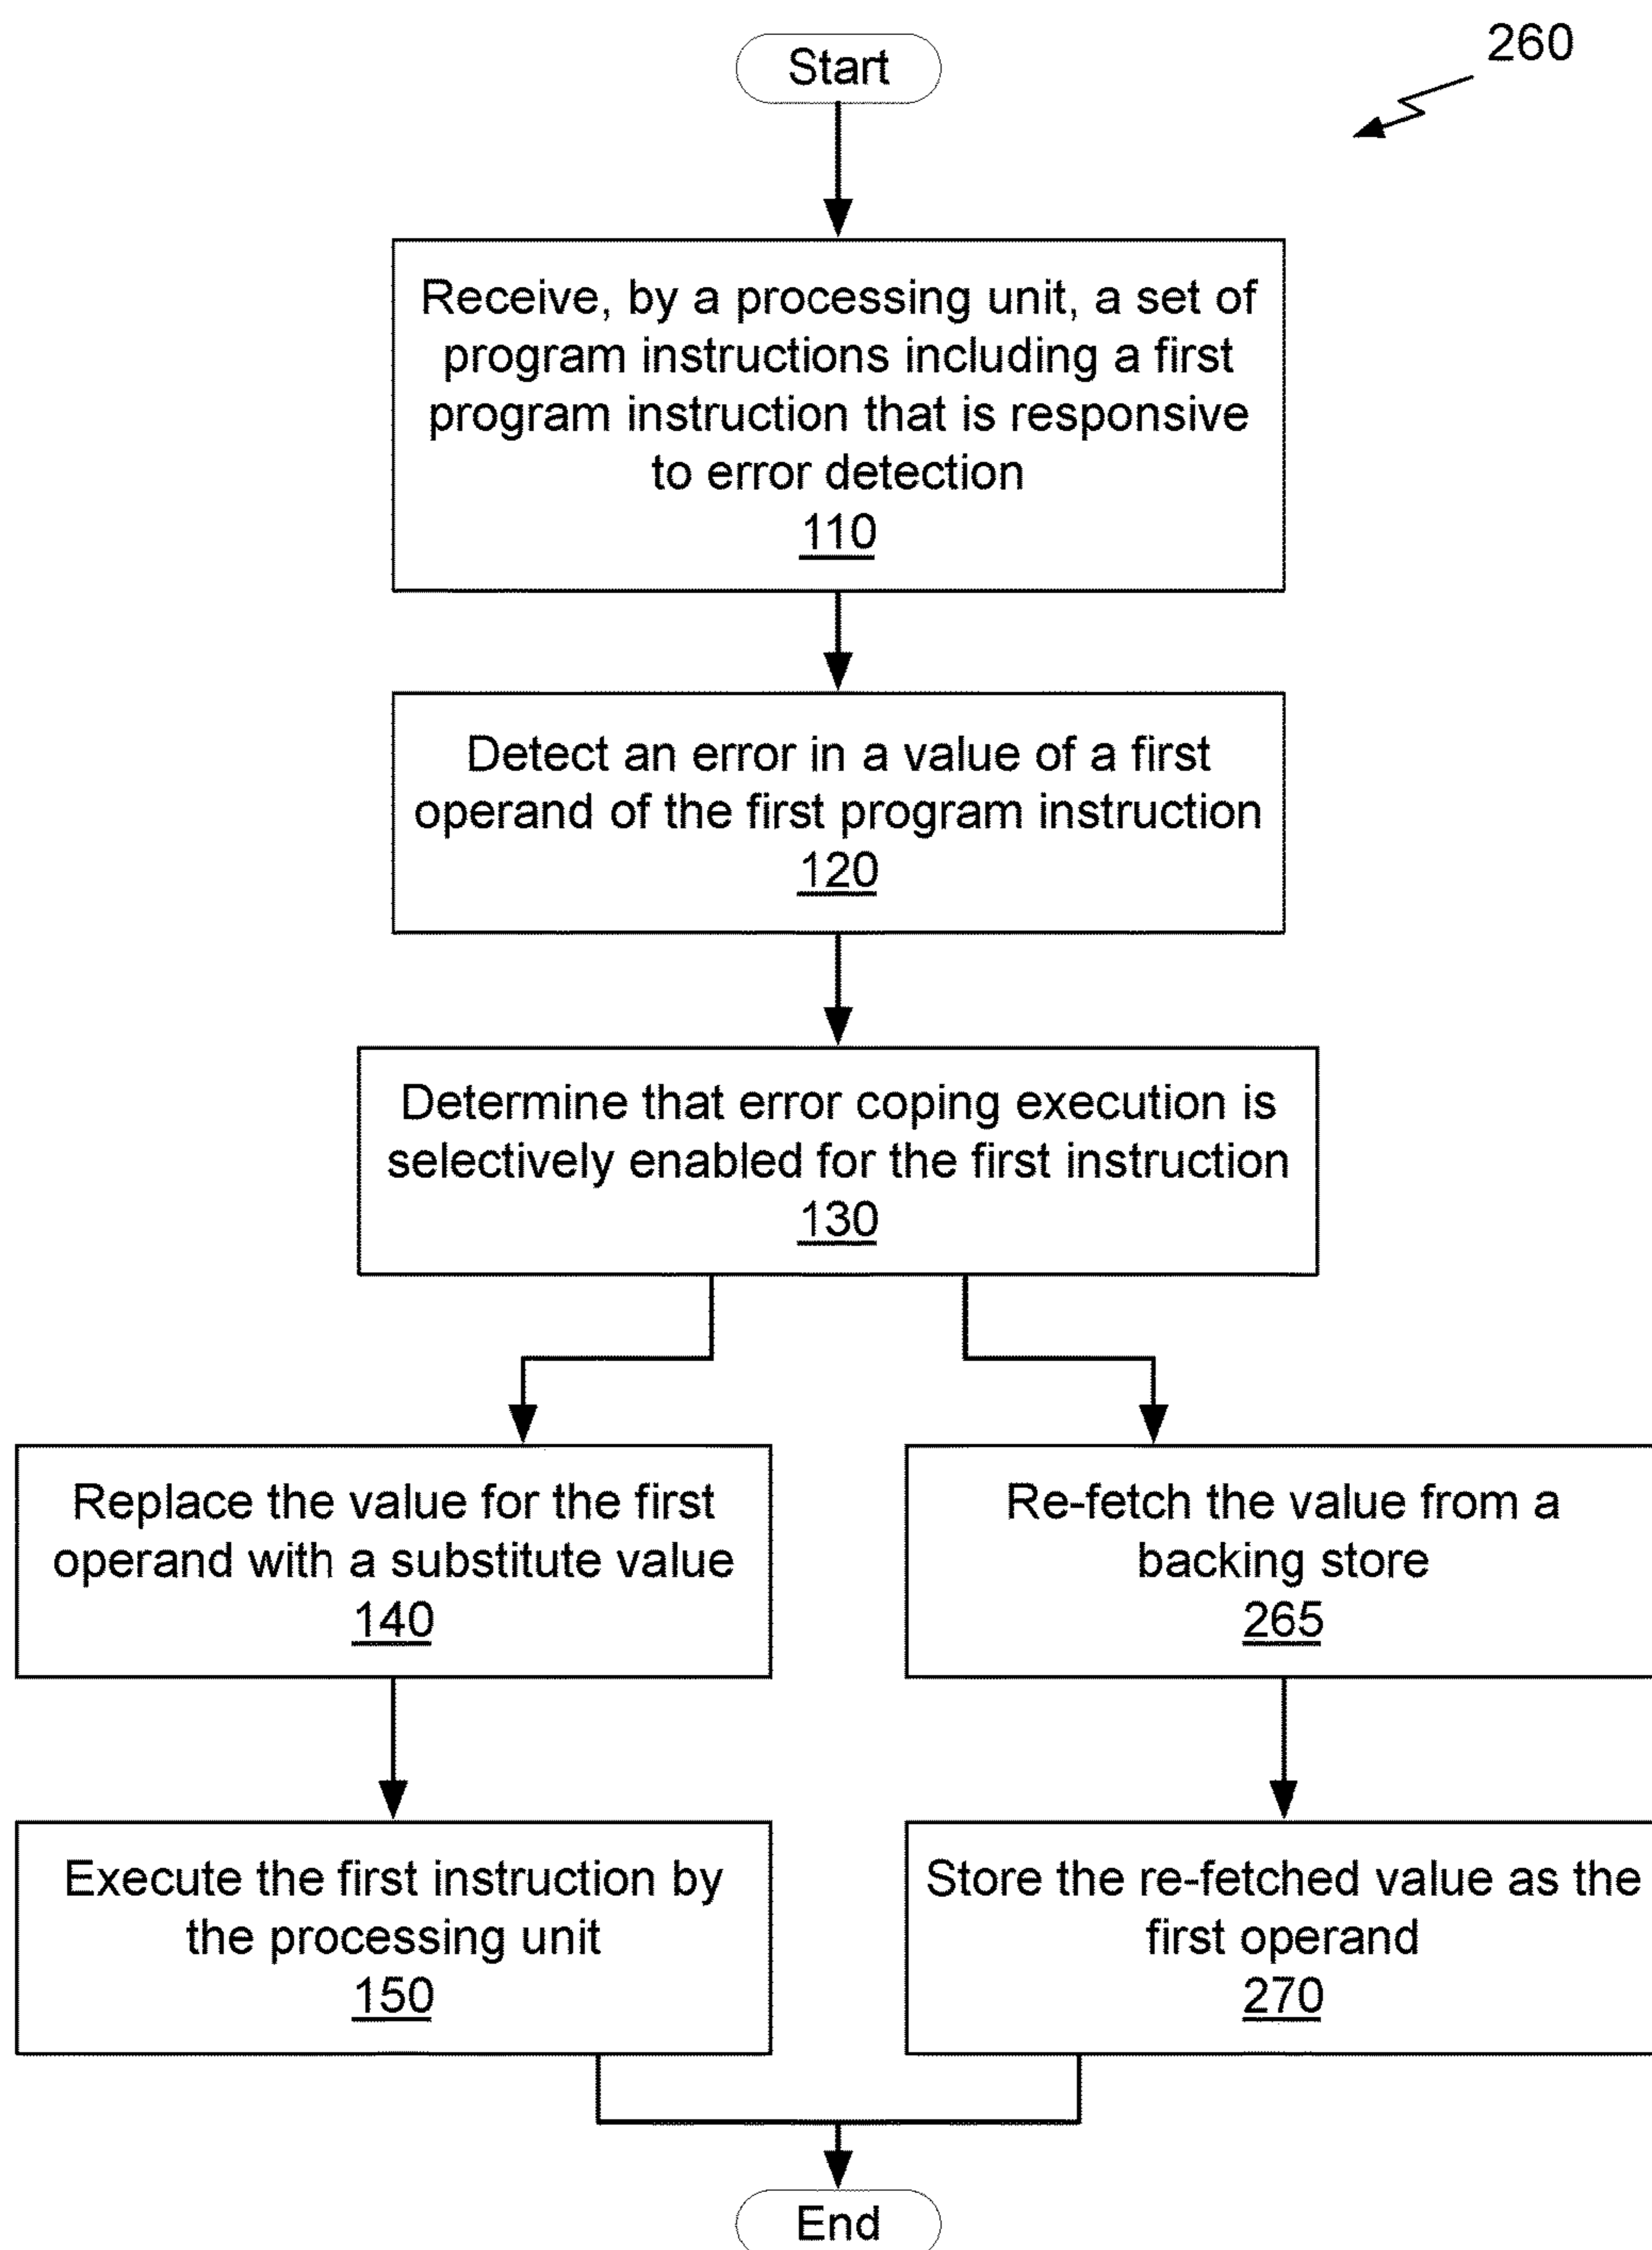 260
Start
Receive, by a processing unit, a set of
program instructions including a first
program instruction that is responsive
to error detection
110
Detect an error in a value of a first
operand of the first program instruction
120
Determine that error coping execution is
selectively enabled for the first instruction
130
Replace the value for the first
operand with a substitute value
140
Re-fetch the value from a
backing store
265
Execute the first instruction by
the processing unit
150
Store the re-fetched value as the
first operand
270
End